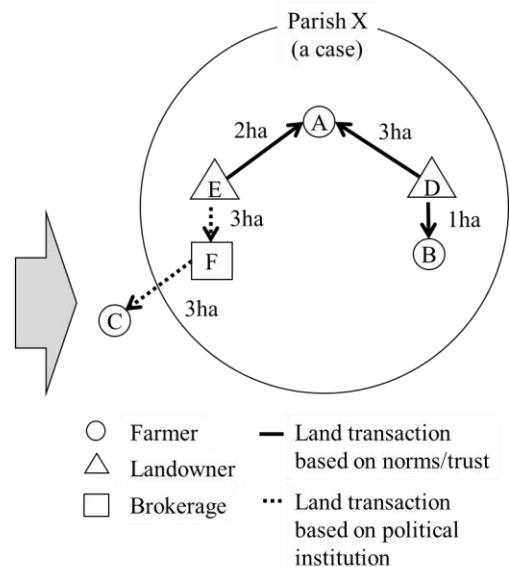 Parish X
(a case)
A
2ha
3ha
E
D
3ha
1ha
F
B
3ha
C
Farmer
Landowner
Brokerage
Land transaction
based on norms/trust
Land transaction
based on political
institution